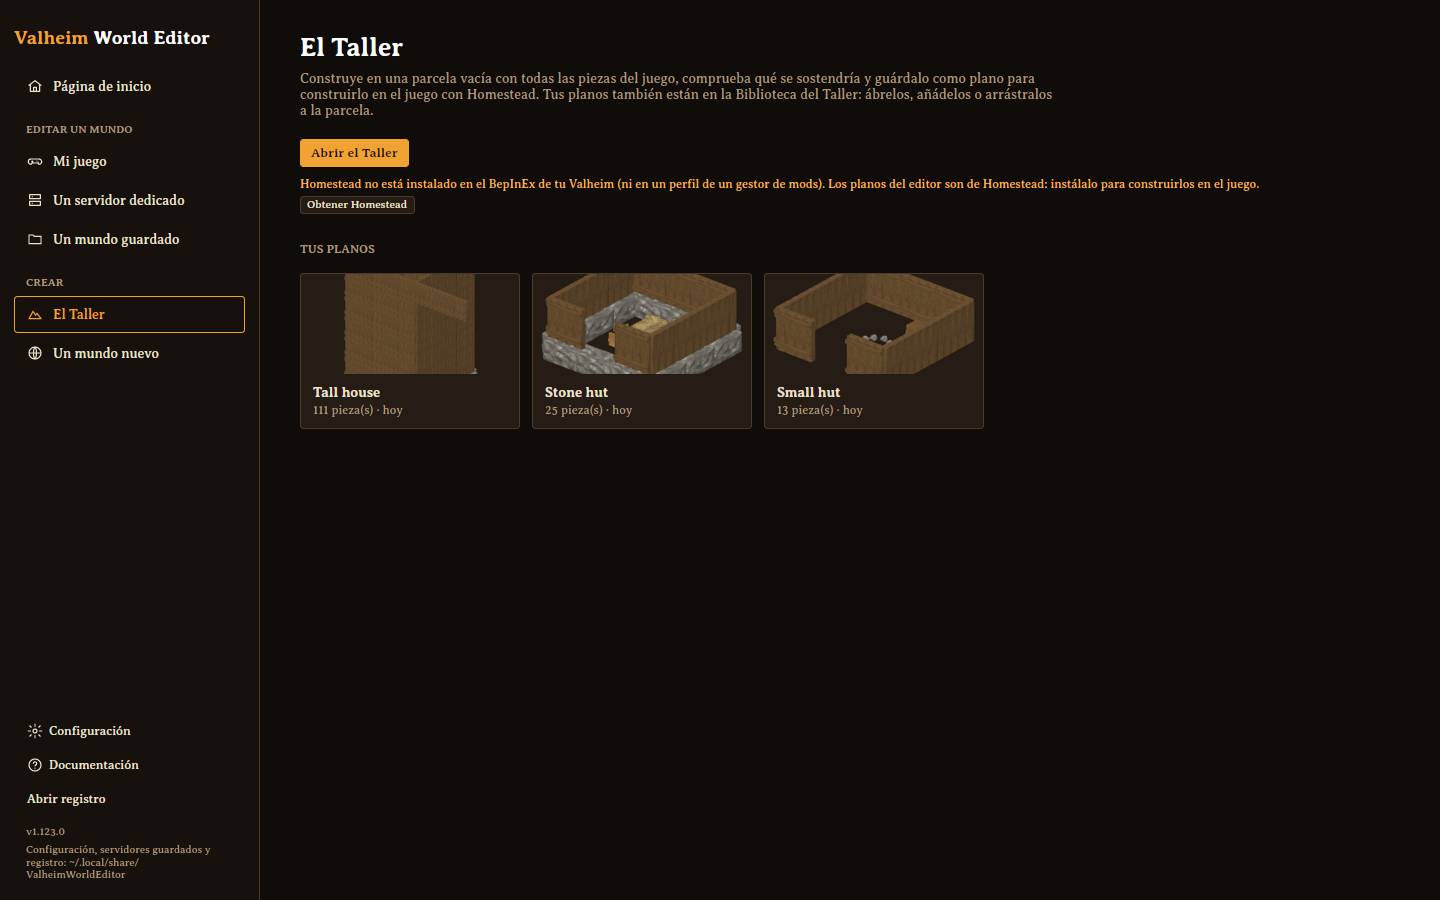 Valheim World Editor
Página de inicio
EDITAR UN MUNDO
Mi juego
Un servidor dedicado
Un mundo guardado
CREAR
El Taller
Un mundo nuevo
Configuración
Documentación
Abrir registro
v1.123.0
Configuración, servidores guardados y
registro: ~/.local/share/
ValheimWorldEditor
El Taller
Construye en una parcela vacía con todas las piezas del juego, comprueba qué se sostendría y guárdalo como plano para
construirlo en el juego con Homestead. Tus planos también están en la Biblioteca del Taller: ábrelos, añádelos o arrástralos
a la parcela.
Abrir el Taller
Homestead no está instalado en el BepInEx de tu Valheim (ni en un perfil de un gestor de mods). Los planos del editor son de Homestead: instálalo para construirlos en el juego.
Obtener Homestead
TUS PLANOS
Tall house
111 pieza(s) · hoy
Stone hut
25 pieza(s) · hoy
Small hut
13 pieza(s) · hoy